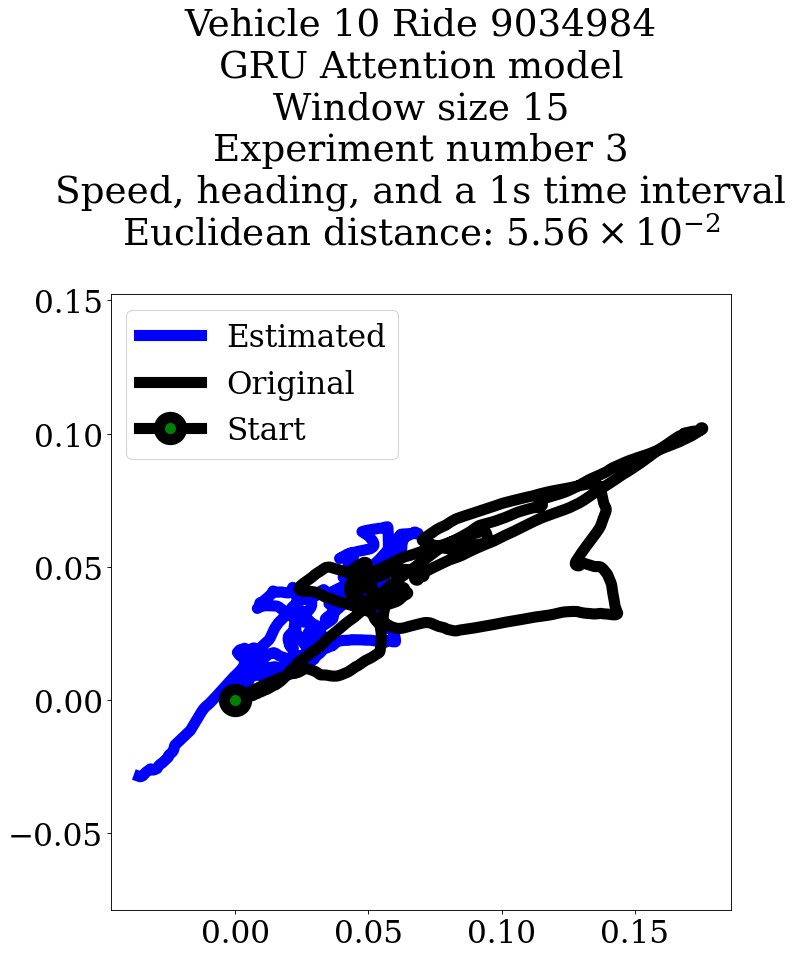 Vehicle 10 Ride 9034984
GRU Attention model
Window size 15
Experiment number 3
Speed, heading, and a 1s time interval
Euclidean distance: 5.56 × 10⁻²
0.15
0.10
0.05
0.00
−0.05
Estimated
Original
Start
0.00 0.05 0.10 0.15